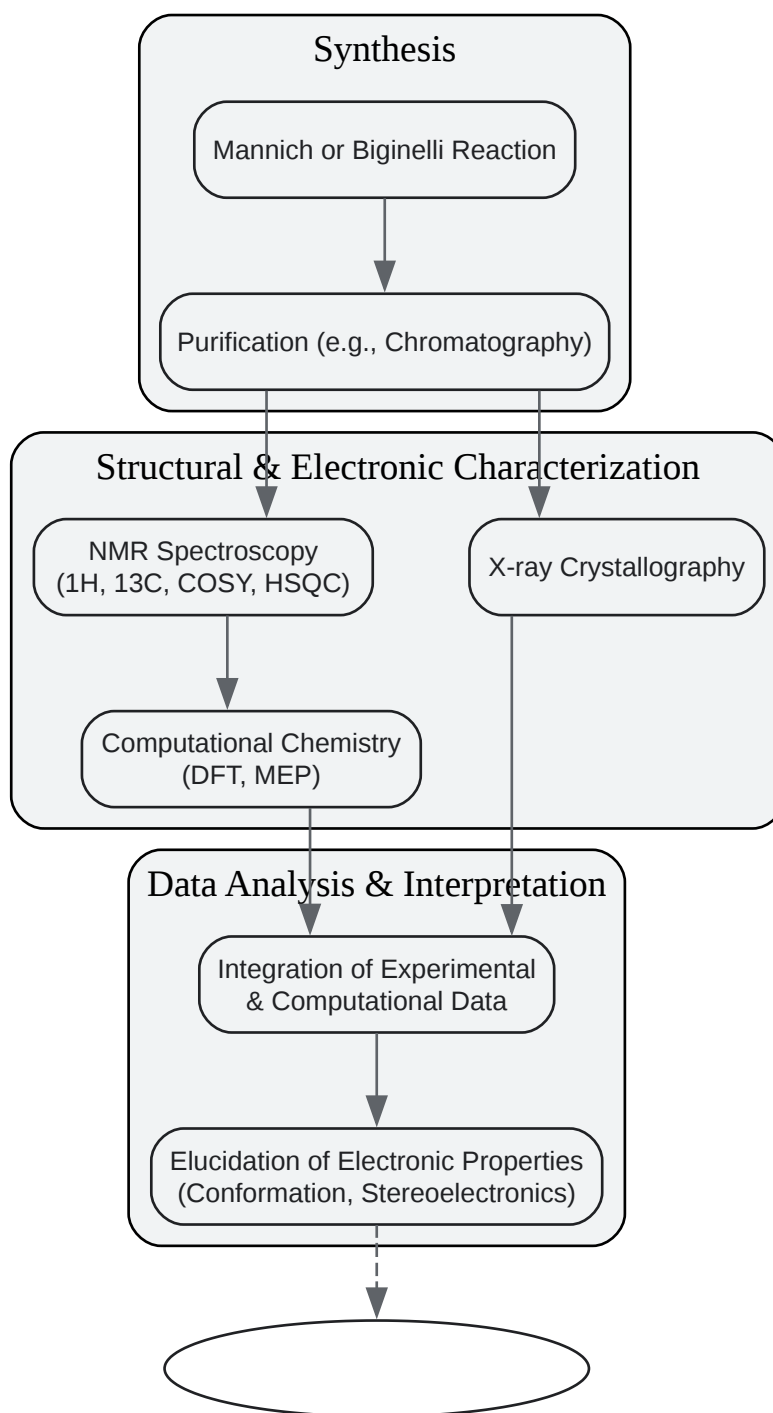 Synthesis
Mannich or Biginelli Reaction
Purification (e.g., Chromatography)
Structural & Electronic Characterization
NMR Spectroscopy
(1H, 13C, COSY, HSQC)
X-ray Crystallography
Computational Chemistry
(DFT, MEP)
Data Analysis & Interpretation
Integration of Experimental
& Computational Data
Elucidation of Electronic Properties
(Conformation, Stereoelectronics)